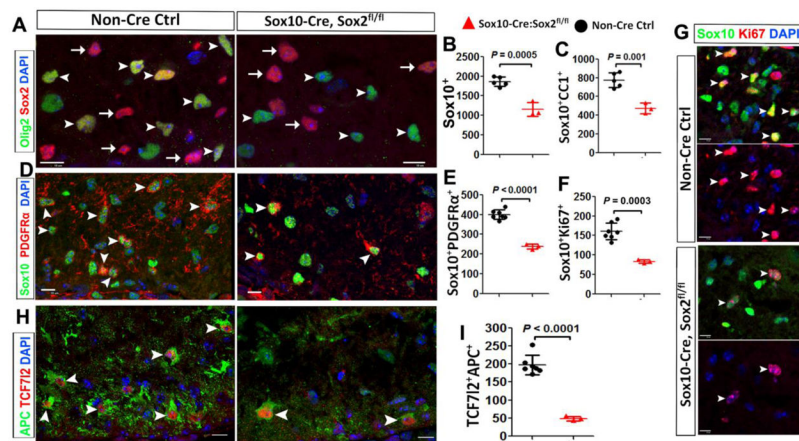 Non-Cre Ctrl
Sox10-Cre, Sox2fl/fl
Sox10-Cre:Sox2fl/fl
Non-Cre Ctrl
A
Olig2 Sox2 DAPI
B
P = 0.0005
Sox10+
2500
2000
1500
1000
500
0
C
P = 0.001
Sox10+CC1+
1000
800
600
400
200
0
D
Sox10 PDGFRα DAPI
E
P < 0.0001
Sox10+PDGFRα+
500
400
300
200
100
0
F
P = 0.0003
Sox10+Ki67+
250
200
150
100
50
0
G
Sox10 Ki67 DAPI
Non-Cre Ctrl
Sox10-Cre, Sox2fl/fl
H
APC TCF7l2 DAPI
I
P < 0.0001
TCF7l2+APC+
300
250
200
150
100
50
0